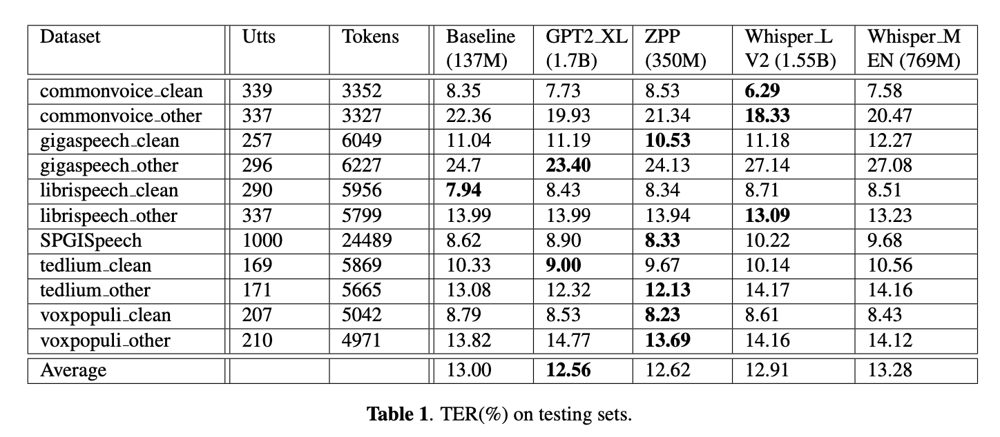 Dataset Utts Tokens Baseline GPT2_XL ZPP Whisper_L Whisper_M
(137M) (1.7B) (350M) V2 (1.55B) EN (769M)
commonvoice_clean 339 3352 8.35 7.73 8.53 6.29 7.58
commonvoice_other 337 3327 22.36 19.93 21.34 18.33 20.47
gigaspeech_clean 257 6049 11.04 11.19 10.53 11.18 12.27
gigaspeech_other 296 6227 24.7 23.40 24.13 27.14 27.08
librispeech_clean 290 5956 7.94 8.43 8.34 8.71 8.51
librispeech_other 337 5799 13.99 13.99 13.94 13.09 13.23
SPGISpeech 1000 24489 8.62 8.90 8.33 10.22 9.68
tedlium_clean 169 5869 10.33 9.00 9.67 10.14 10.56
tedlium_other 171 5665 13.08 12.32 12.13 14.17 14.16
voxpopuli_clean 207 5042 8.79 8.53 8.23 8.61 8.43
voxpopuli_other 210 4971 13.82 14.77 13.69 14.16 14.12
Average 13.00 12.56 12.62 12.91 13.28
Table 1. TER(%) on testing sets.